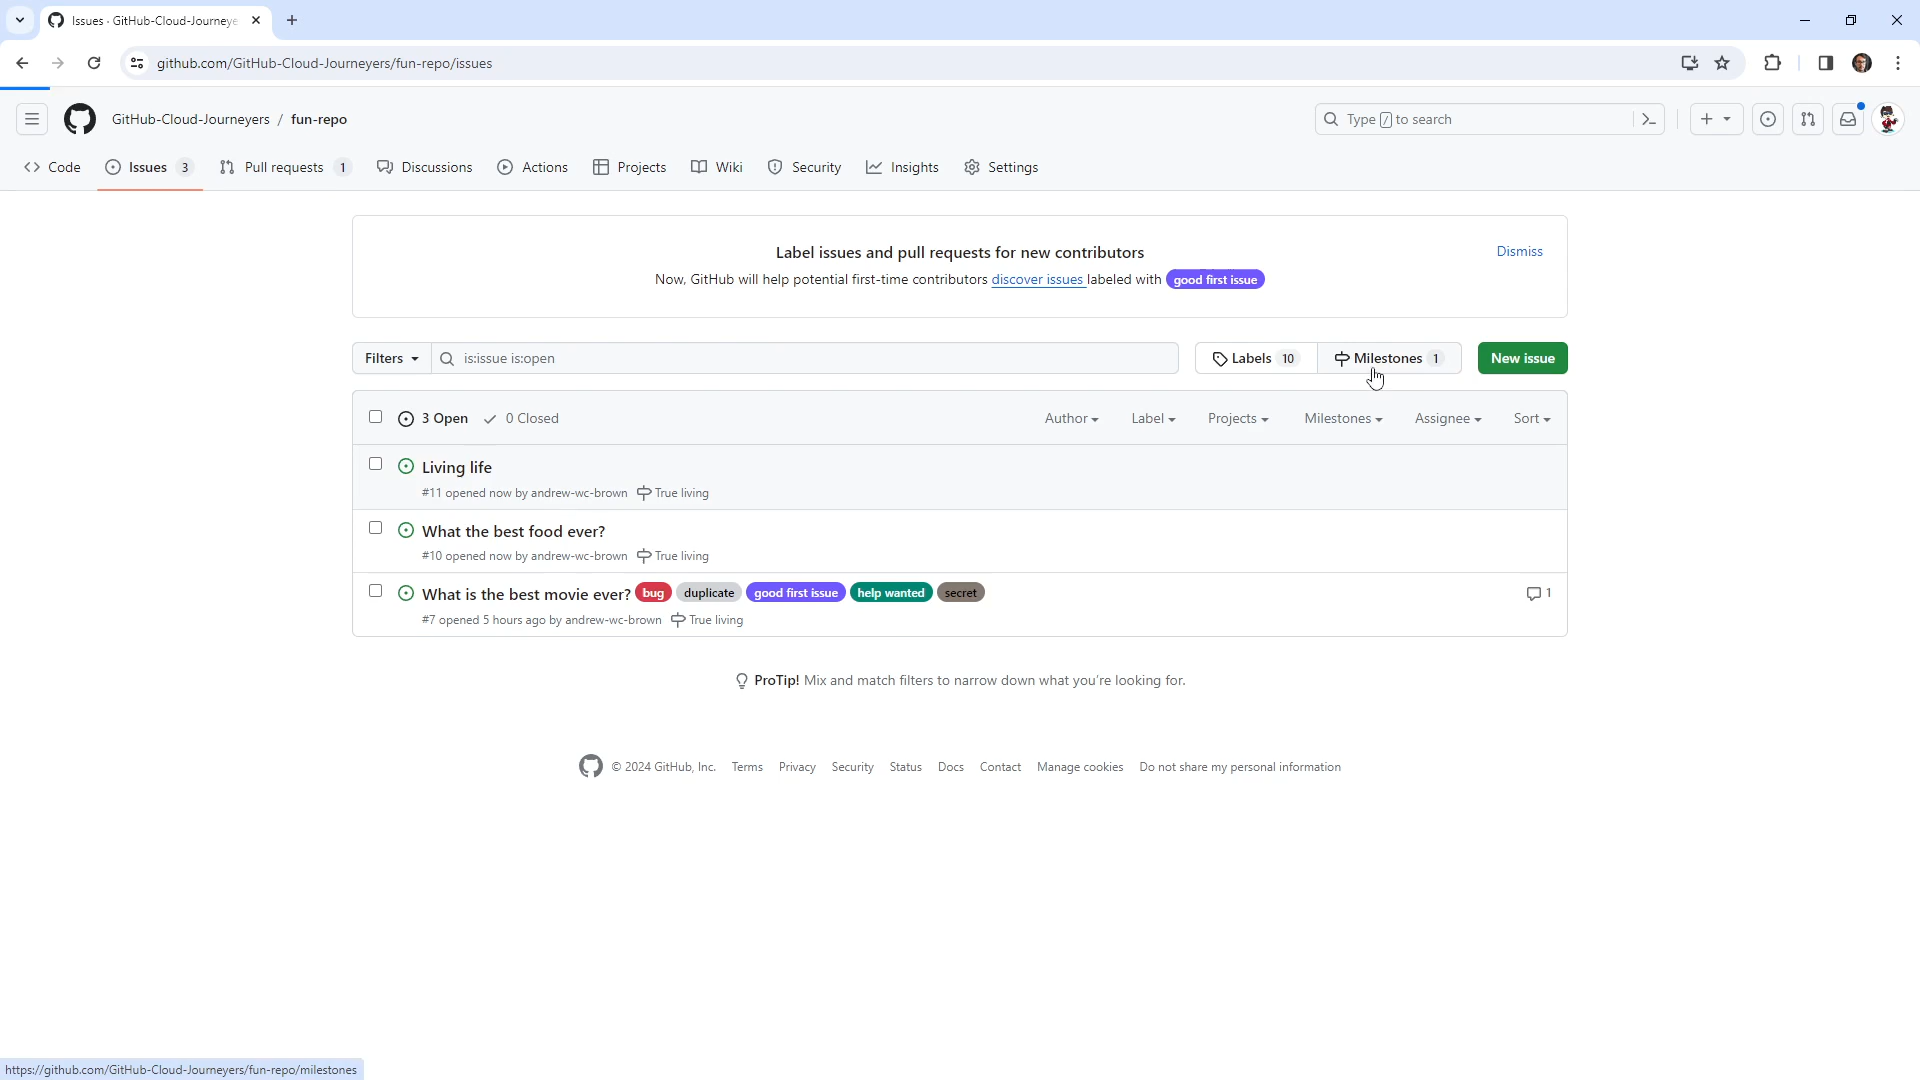 Issues · GitHub-Cloud-Journeye
github.com/GitHub-Cloud-Journeyers/fun-repo/issues
GitHub-Cloud-Journeyers / fun-repo
Type / to search
Code Issues 3 Pull requests 1 Discussions Actions Projects Wiki Security Insights Settings
Label issues and pull requests for new contributors
Dismiss
Now, GitHub will help potential first-time contributors discover issues labeled with good first issue
Filters is:issue is:open Labels 10 Milestones 1 New issue
3 Open 0 Closed Author Label Projects Milestones Assignee Sort
Living life
#11 opened now by andrew-wc-brown True living
What the best food ever?
#10 opened now by andrew-wc-brown True living
What is the best movie ever? bug duplicate good first issue help wanted secret 1
#7 opened 5 hours ago by andrew-wc-brown True living
ProTip! Mix and match filters to narrow down what you're looking for.
© 2024 GitHub, Inc. Terms Privacy Security Status Docs Contact Manage cookies Do not share my personal information
https://github.com/GitHub-Cloud-Journeyers/fun-repo/milestones